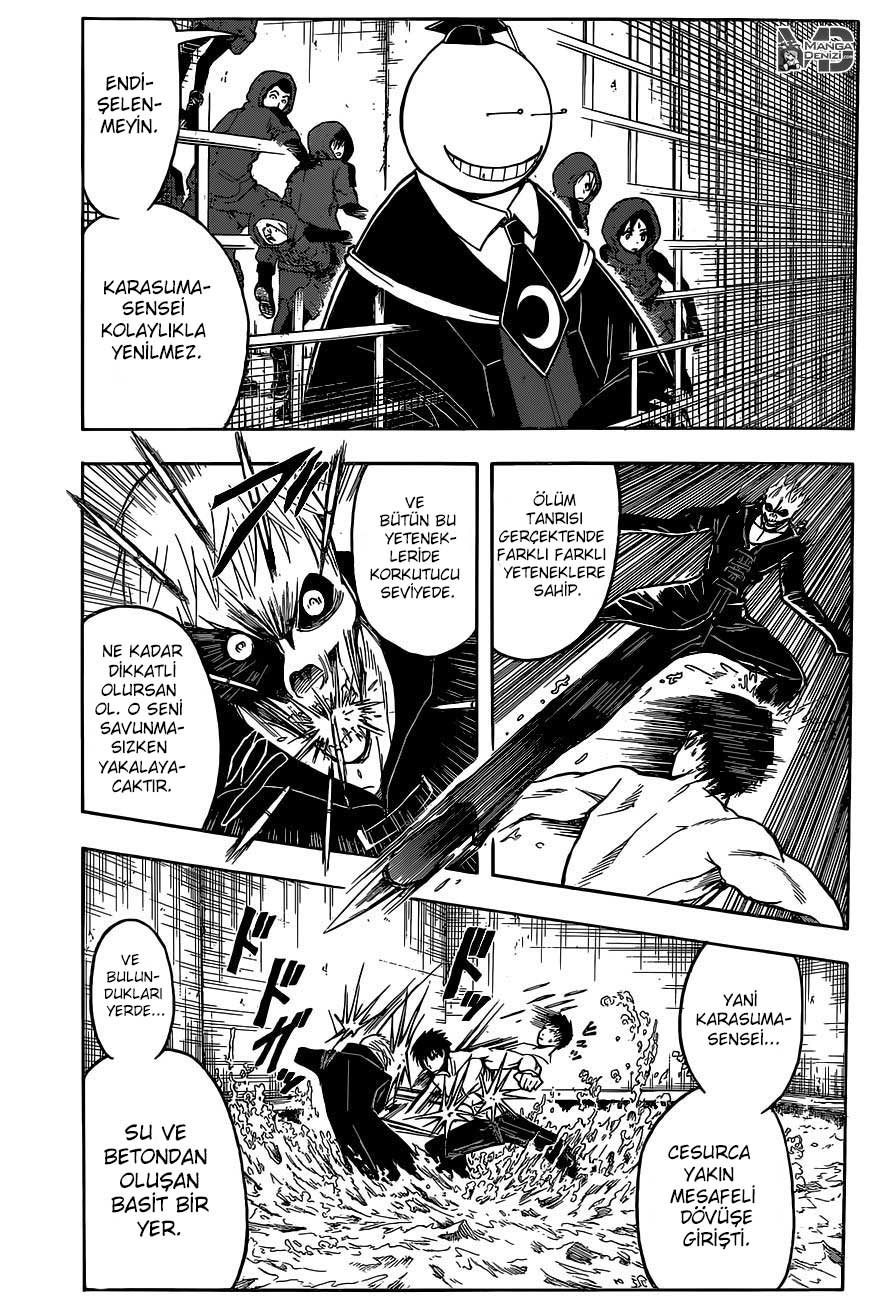 MANGA
DENİZİ
ENDİ-
ŞELEN-
MEYİN.
KARASUMA-
SENSEİ
KOLAYLIKLA
YENİLMEZ.
ÖLÜM
TANRISI
GERÇEKTENDE
FARKLI FARKLI
YETENEKLERE
SAHİP.
VE
BÜTÜN BU
YETENEK-
LERİDE
KORKUTUCU
SEVİYEDE.
NE KADAR
DİKKATLİ
OLURSAN
OL. O SENİ
SAVUNMA-
SIZKEN
YAKALAYA-
CAKTIR.
YANİ
KARASUMA-
SENSEİ...
CESURCA
YAKIN
MESAFELİ
DÖVÜŞE
GİRİŞTİ.
ドッ
ドッ
ドガッ
VE
BULUN-
DUKLARI
YERDE...
SU VE
BETONDAN
OLUŞAN
BASİT BİR
YER.